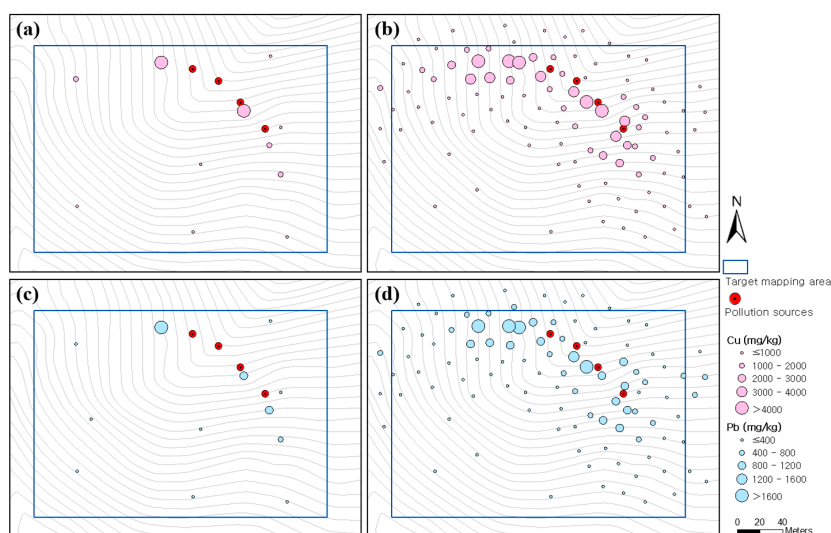 (a)
(b)
(c)
(d)
N
Target mapping area
Pollution sources
Cu (mg/kg)
≤1000
1000 - 2000
2000 - 3000
3000 - 4000
>4000
Pb (mg/kg)
≤400
400 - 800
800 - 1200
1200 - 1600
>1600
0 20 40
Meters